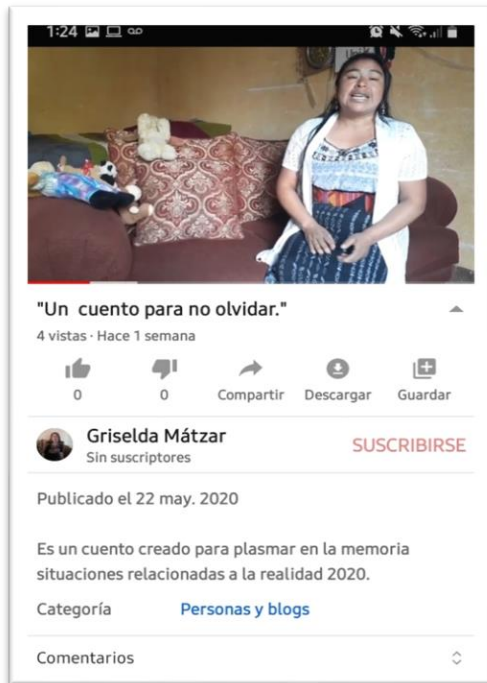 1:24
"Un cuento para no olvidar."
4 vistas · Hace 1 semana
0 0 Compartir Descargar Guardar
Griselda Mátzar
SUSCRIBIRSE
Sin suscriptores
Publicado el 22 may. 2020
Es un cuento creado para plasmar en la memoria
situaciones relacionadas a la realidad 2020.
Categoría Personas y blogs
Comentarios